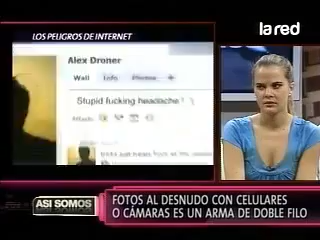 la red
LOS PELIGROS DE INTERNET
Alex Droner
Wall Info Photos +
Stupid fucking headache!
ASI SOMOS
FOTOS AL DESNUDO CON CELULARES
O CÁMARAS ES UN ARMA DE DOBLE FILO